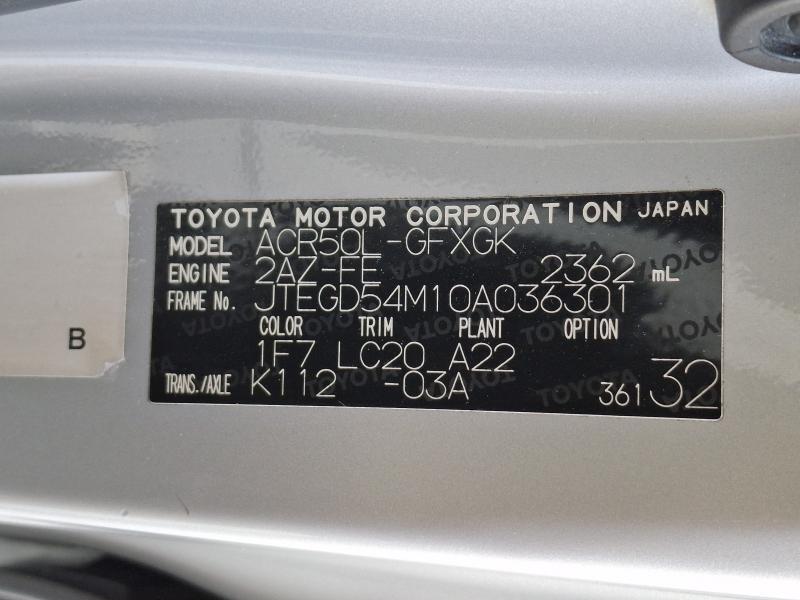 TOYOTA MOTOR CORPORATION JAPAN
MODEL ACR50L-GFXGK
ENGINE 2AZ-FE 2362 mL
FRAME No. JTEGD54M10A036301
COLOR TRIM PLANT OPTION
1F7 LC20 A22
TRANS./AXLE K112 -03A 361 32
B